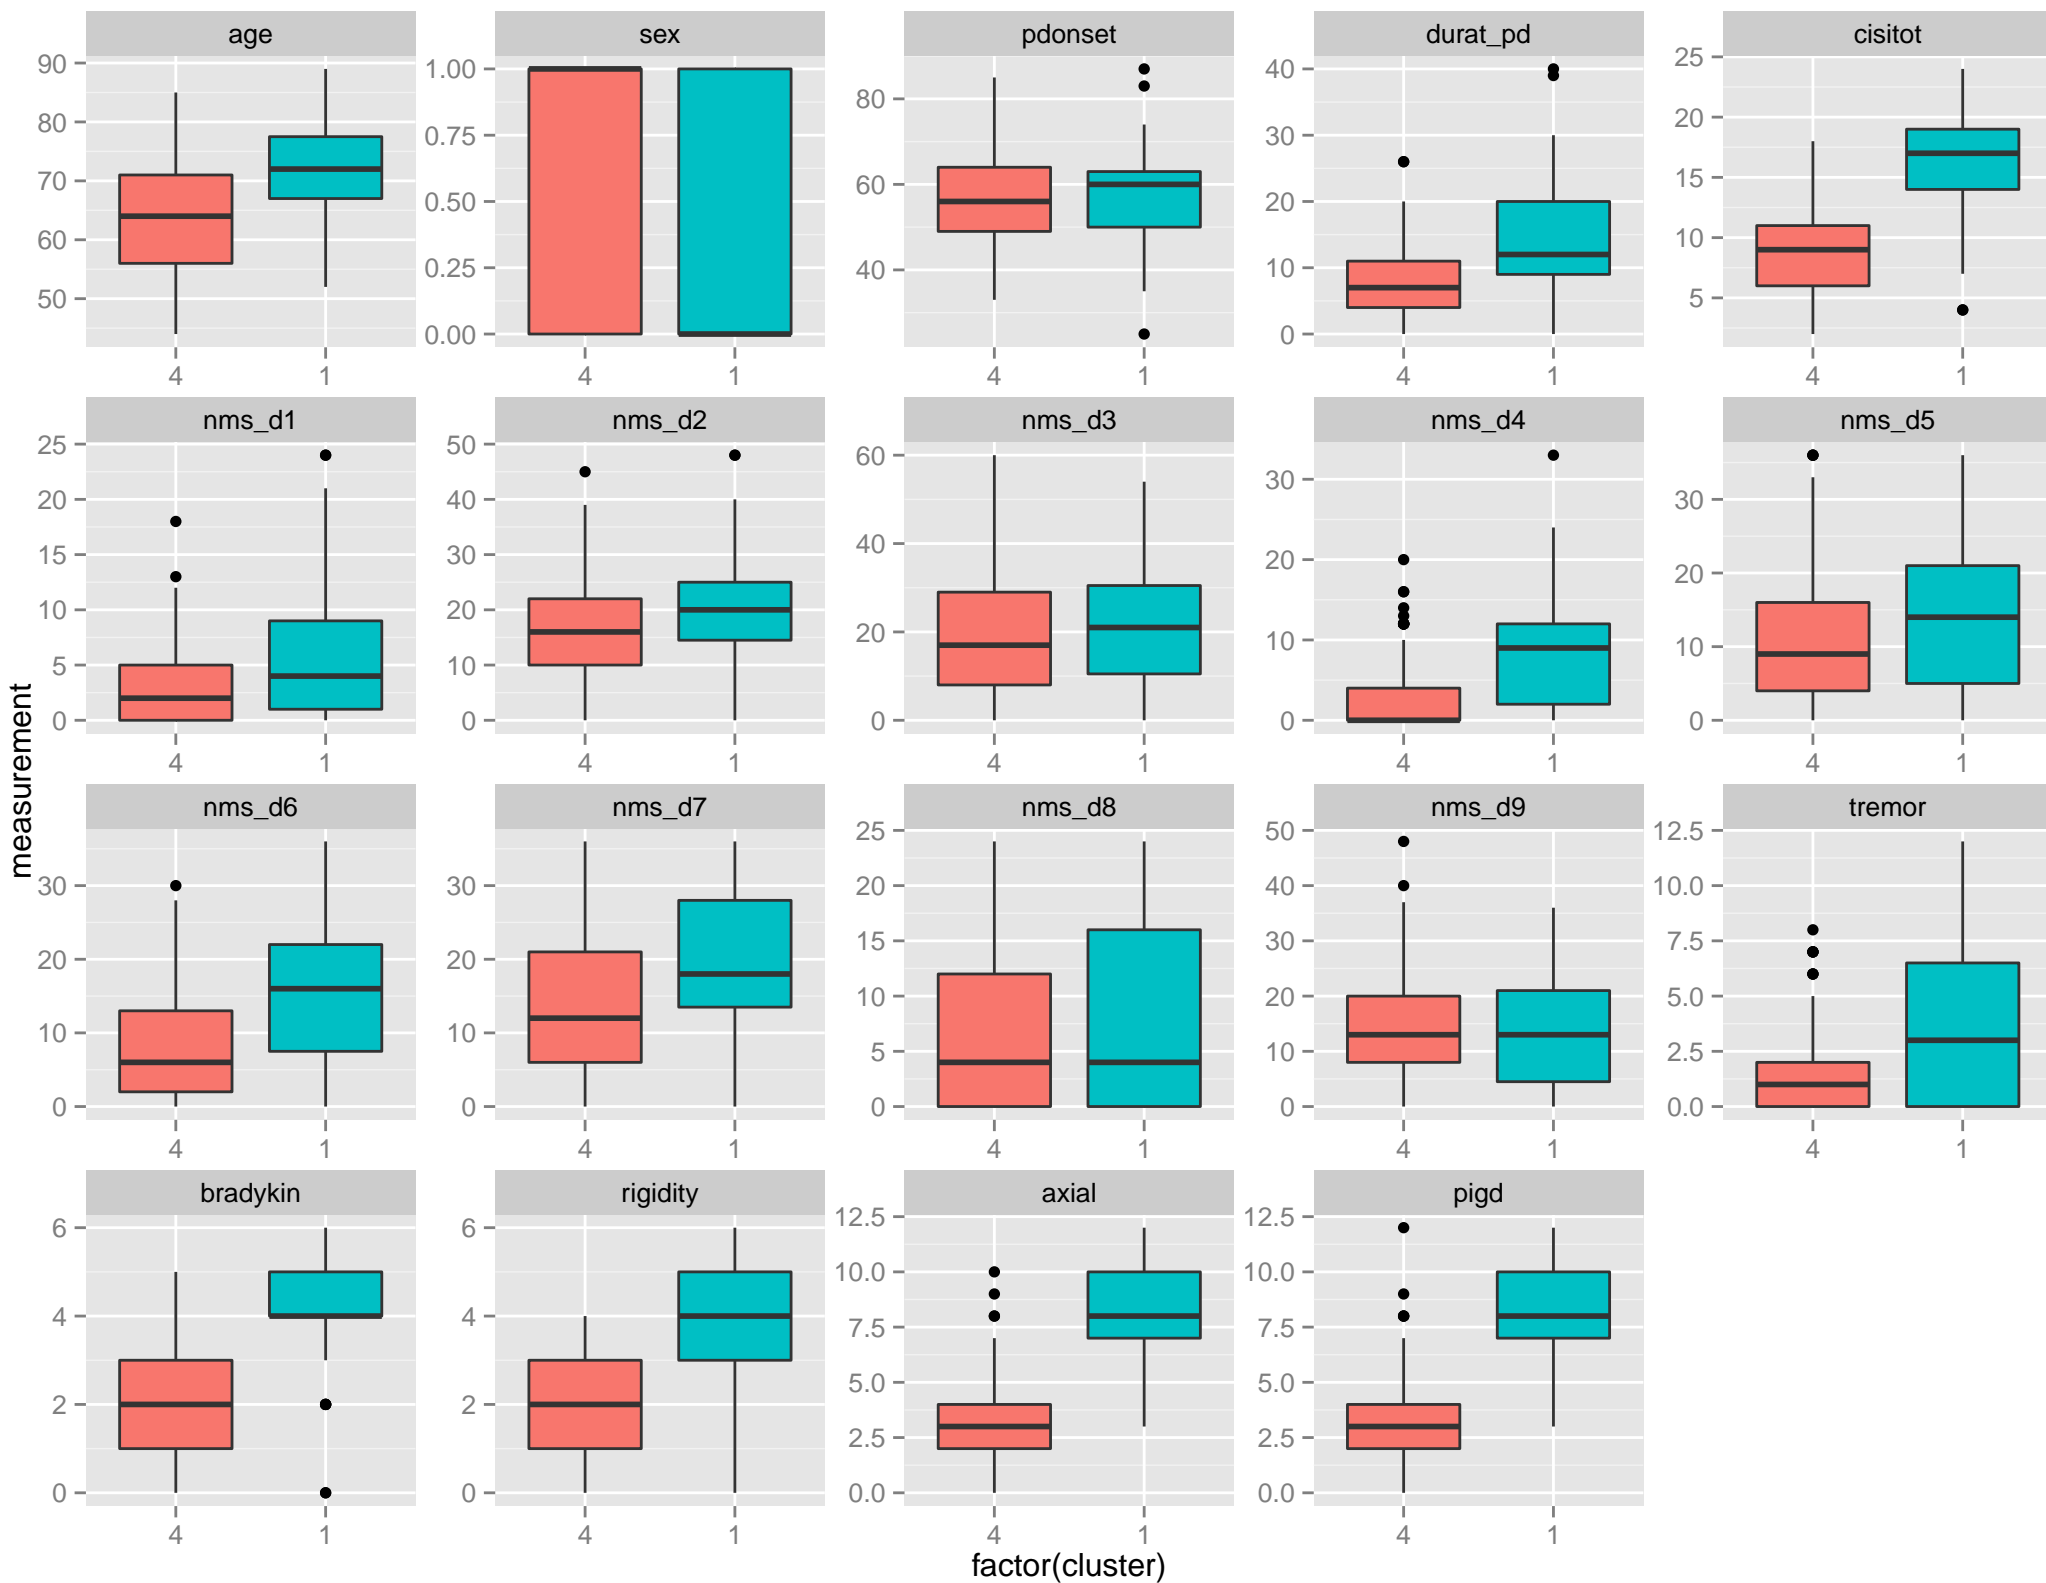 age sex pdonset durat_pd cisitot
90 80 70 60 50
1.00 0.75 0.50 0.25 0.00
80 60 40
40 30 20 10 0
25 20 15 10 5
4 1 4 1 4 1 4 1 4 1
nms_d1 nms_d2 nms_d3 nms_d4 nms_d5
25 20 15 10 5 0
50 40 30 20 10 0
60 40 20 0
30 20 10 0
30 20 10 0
4 1 4 1 4 1 4 1 4 1
measurement
nms_d6 nms_d7 nms_d8 nms_d9 tremor
30 20 10 0
30 20 10 0
25 20 15 10 5 0
50 40 30 20 10 0
12.5 10.0 7.5 5.0 2.5 0.0
4 1 4 1 4 1 4 1 4 1
bradykin rigidity axial pigd
6 4 2 0
6 4 2 0
12.5 10.0 7.5 5.0 2.5 0.0
12.5 10.0 7.5 5.0 2.5 0.0
4 1 4 1 4 1 4 1
factor(cluster)